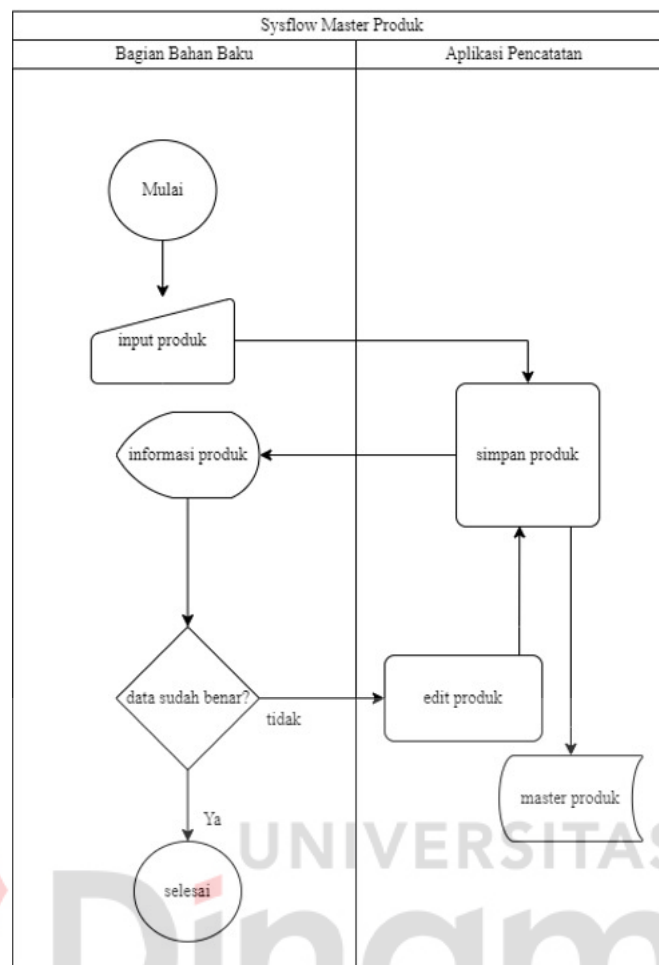 Sysflow Master Produk
Bagian Bahan Baku
Aplikasi Pencatatan
Mulai
input produk
informasi produk
simpan produk
data sudah benar?
tidak
edit produk
Ya
master produk
selesai
UNIVERSITAS